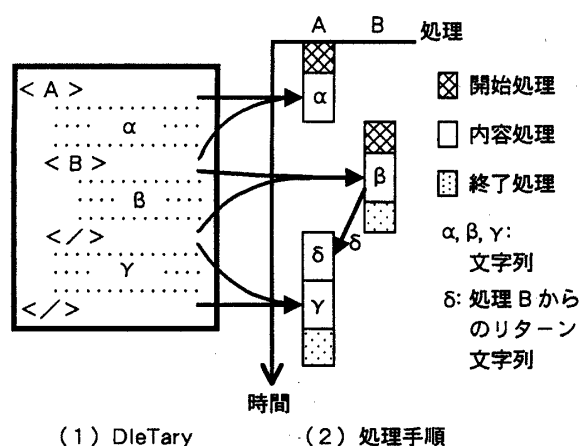 A B 処理
<A>
α
<B>
β
</>
γ
</>
α
β
δ
δ
γ
開始処理
内容処理
終了処理
α, β, γ:
文字列
δ: 処理 B から
のリターン
文字列
時間
(1) DIeTary (2) 処理手順